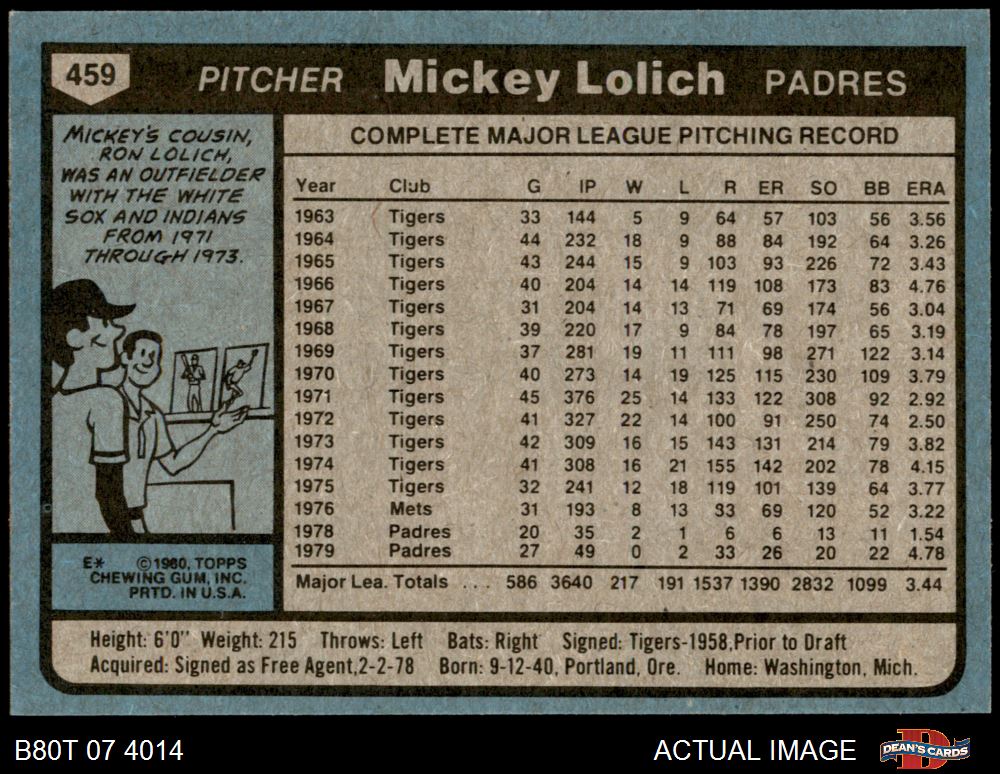 459 PITCHER Mickey Lolich PADRES
MICKEY'S COUSIN,
RON LOLICH,
WAS AN OUTFIELDER
WITH THE WHITE
SOX AND INDIANS
FROM 1971
THROUGH 1973.
E* ©1980, TOPPS
CHEWING GUM, INC.
PRTD. IN U.S.A.
COMPLETE MAJOR LEAGUE PITCHING RECORD
Year Club G IP W L R ER SO BB ERA
1963 Tigers 33 144 5 9 64 57 103 56 3.56
1964 Tigers 44 232 18 9 88 84 192 64 3.26
1965 Tigers 43 244 15 9 103 93 226 72 3.43
1966 Tigers 40 204 14 14 119 108 173 83 4.76
1967 Tigers 31 204 14 13 71 69 174 56 3.04
1968 Tigers 39 220 17 9 84 78 197 65 3.19
1969 Tigers 37 281 19 11 111 98 271 122 3.14
1970 Tigers 40 273 14 19 125 115 230 109 3.79
1971 Tigers 45 376 25 14 133 122 308 92 2.92
1972 Tigers 41 327 22 14 100 91 250 74 2.50
1973 Tigers 42 309 16 15 143 131 214 79 3.82
1974 Tigers 41 308 16 21 155 142 202 78 4.15
1975 Tigers 32 241 12 18 119 101 139 64 3.77
1976 Mets 31 193 8 13 83 69 120 52 3.22
1978 Padres 20 35 2 1 6 6 13 11 1.54
1979 Padres 27 49 0 2 33 26 20 22 4.78
Major Lea. Totals . . . 586 3640 217 191 1537 1390 2832 1099 3.44
Height: 6'0" Weight: 215 Throws: Left Bats: Right Signed: Tigers-1958,Prior to Draft
Acquired: Signed as Free Agent,2-2-78 Born: 9-12-40, Portland, Ore. Home: Washington, Mich.
B80T 07 4014 ACTUAL IMAGE DEAN'S CARDS